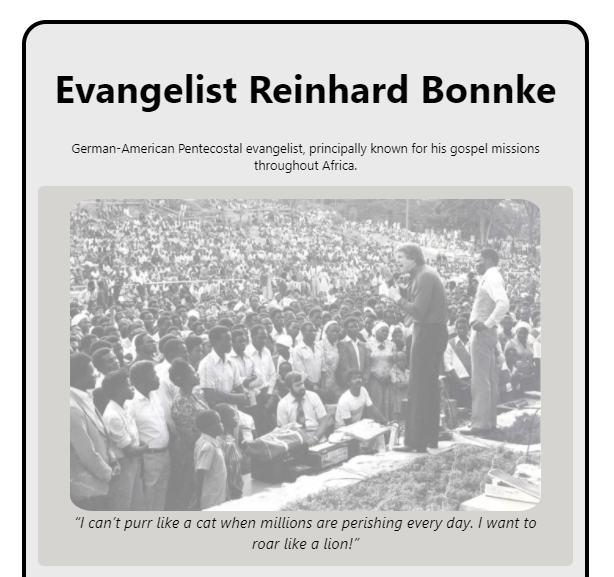 Evangelist Reinhard Bonnke
German-American Pentecostal evangelist, principally known for his gospel missions
throughout Africa.
“I can’t purr like a cat when millions are perishing every day. I want to
roar like a lion!”